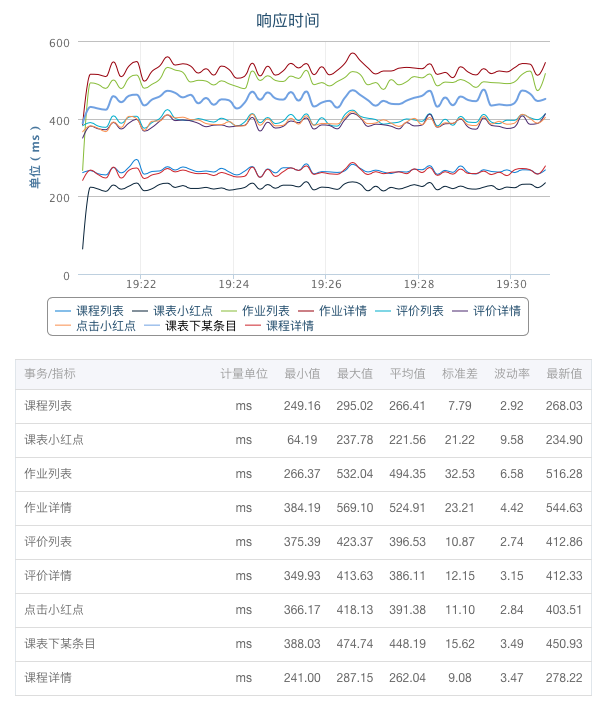 响应时间
单位 ( ms )
600
400
200
0
19:22 19:24 19:26 19:28 19:30
课程列表 课表小红点 作业列表 作业详情 评价列表 评价详情
点击小红点 课表下某条目 课程详情
事务/指标 计量单位 最小值 最大值 平均值 标准差 波动率 最新值
课程列表 ms 249.16 295.02 266.41 7.79 2.92 268.03
课表小红点 ms 64.19 237.78 221.56 21.22 9.58 234.90
作业列表 ms 266.37 532.04 494.35 32.53 6.58 516.28
作业详情 ms 384.19 569.10 524.91 23.21 4.42 544.63
评价列表 ms 375.39 423.37 396.53 10.87 2.74 412.86
评价详情 ms 349.93 413.63 386.11 12.15 3.15 412.33
点击小红点 ms 366.17 418.13 391.38 11.10 2.84 403.51
课表下某条目 ms 388.03 474.74 448.19 15.62 3.49 450.93
课程详情 ms 241.00 287.15 262.04 9.08 3.47 278.22